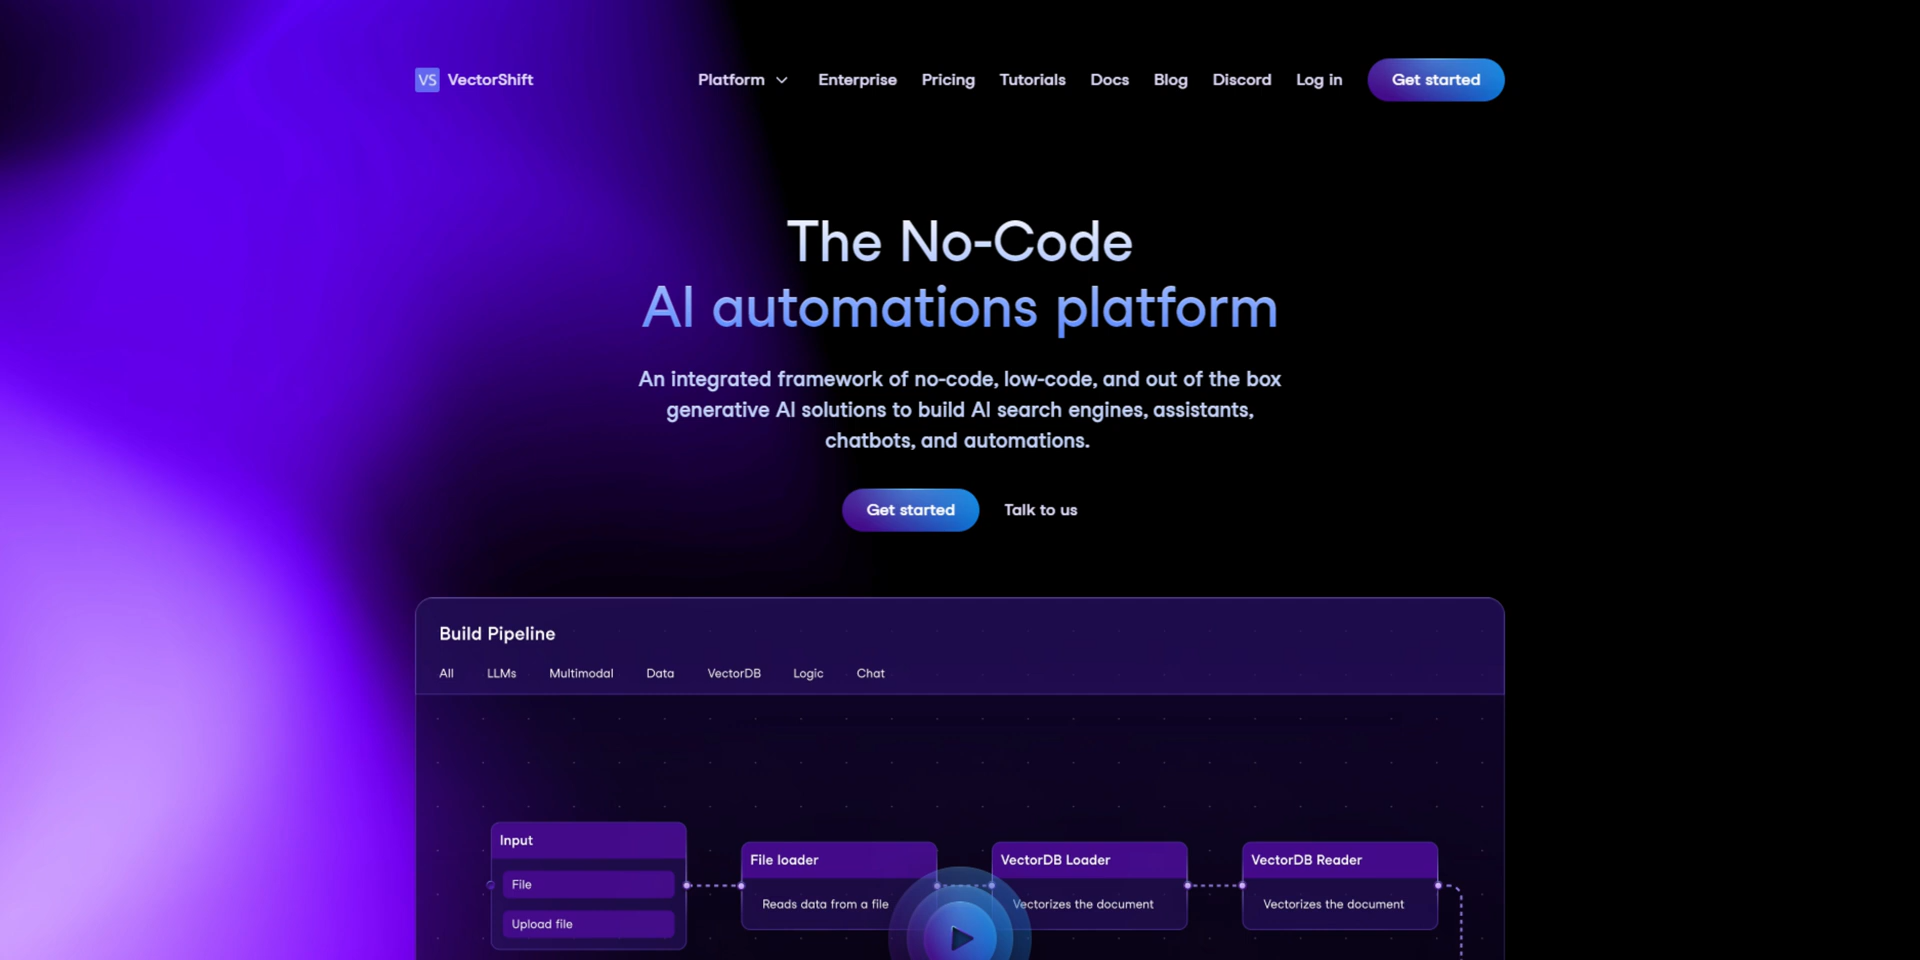 VS VectorShift
Platform Enterprise Pricing Tutorials Docs Blog Discord Log in Get started
The No-Code
AI automations platform
An integrated framework of no-code, low-code, and out of the box
generative AI solutions to build AI search engines, assistants,
chatbots, and automations.
Get started Talk to us
Build Pipeline
All LLMs Multimodal Data VectorDB Logic Chat
Input
File
Upload file
File loader
Reads data from a file
VectorDB Loader
Vectorizes the document
VectorDB Reader
Vectorizes the document